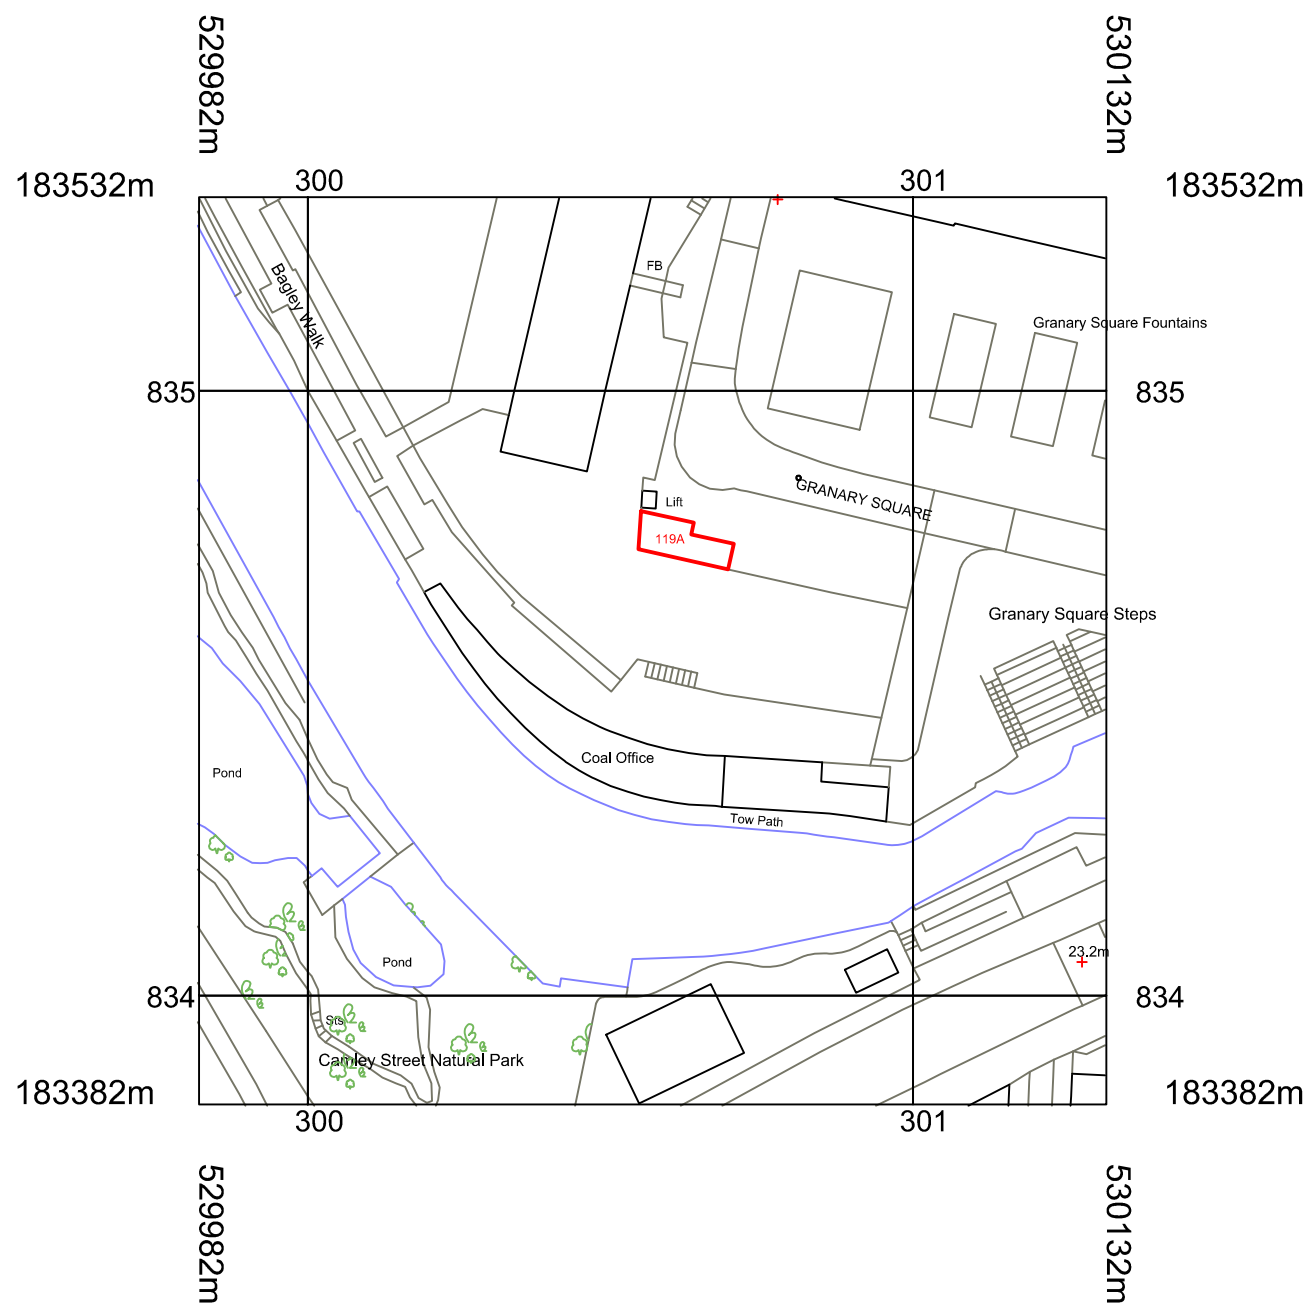 529982m
530132m
183532m
300
301
183532m
FB
Bagley Walk
Granary Square Fountains
835
835
GRANARY SQUARE
Lift
119A
Granary Square Steps
Coal Office
Pond
Tow Path
23.2m
Pond
834
834
Sts
Camley Street Natural Park
183382m
183382m
300
301
529982m
530132m